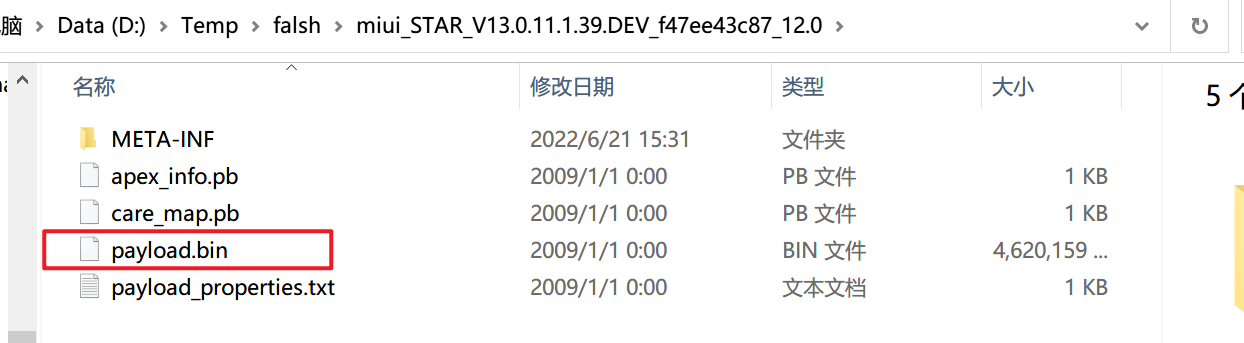 脑 > Data (D:) > Temp > falsh > miui_STAR_V13.0.11.1.39.DEV_f47ee43c87_12.0 >
名称 修改日期 类型 大小
5 个
META-INF 2022/6/21 15:31 文件夹
apex_info.pb 2009/1/1 0:00 PB 文件 1 KB
care_map.pb 2009/1/1 0:00 PB 文件 1 KB
payload.bin 2009/1/1 0:00 BIN 文件 4,620,159 ...
payload_properties.txt 2009/1/1 0:00 文本文档 1 KB